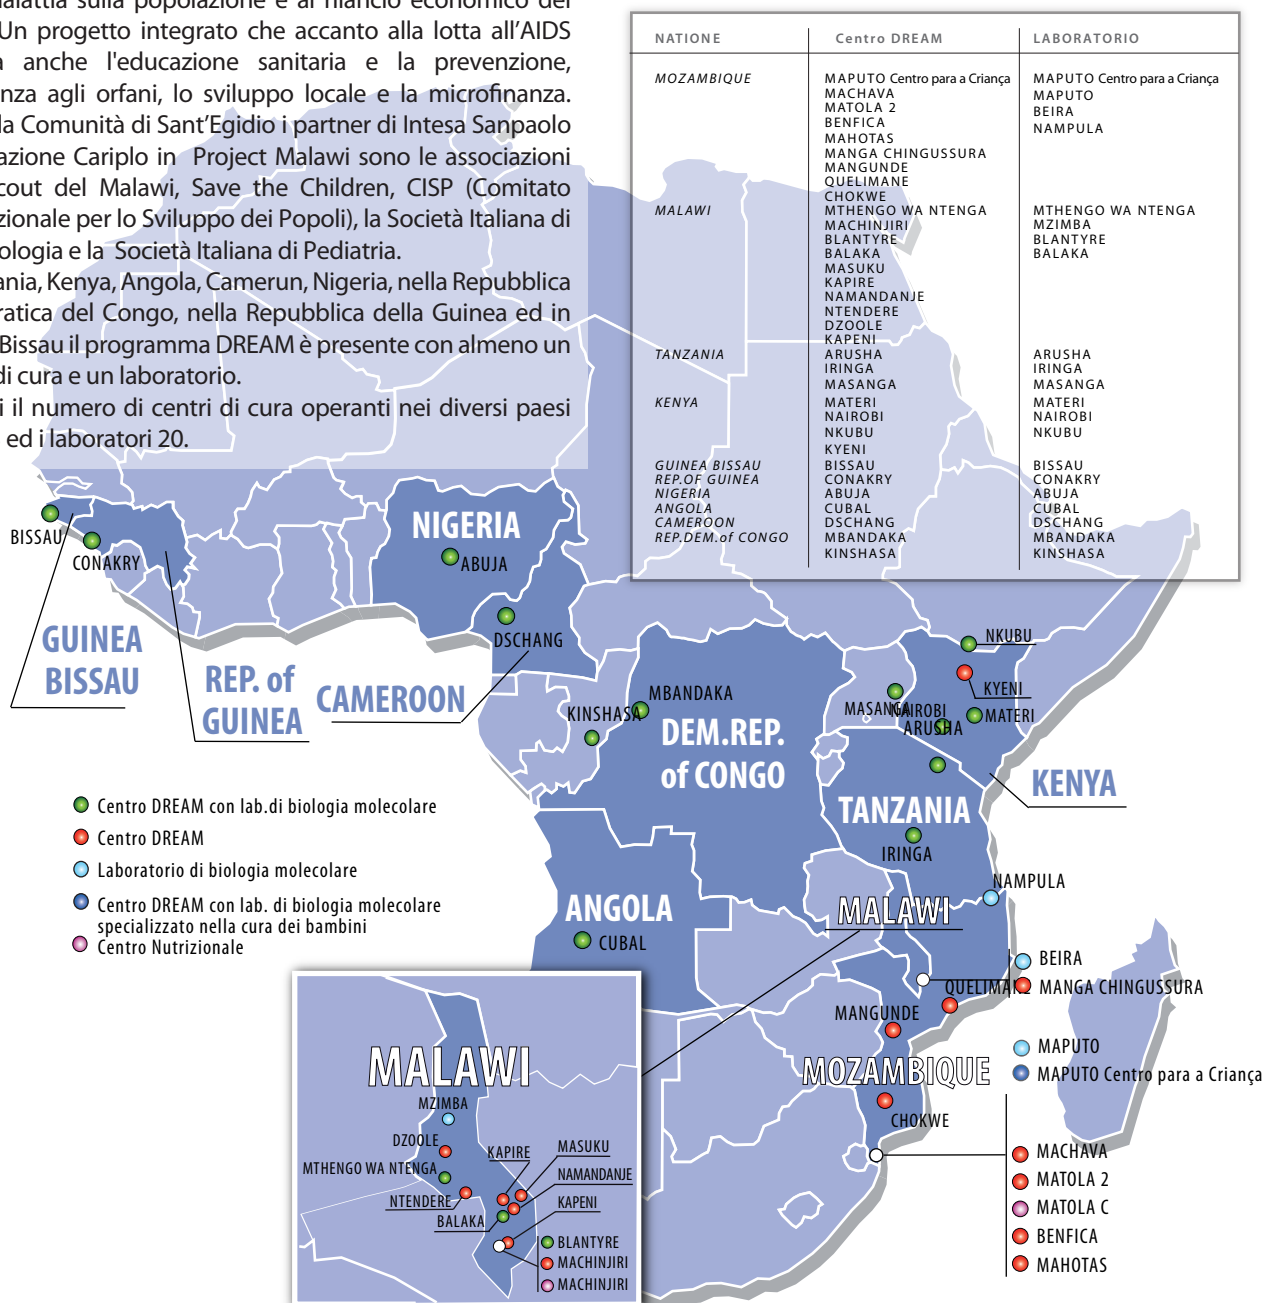 malattia sulla popolazione e al rilancio economico del
Un progetto integrato che accanto alla lotta all'AIDS
anche l'educazione sanitaria e la prevenzione,
agli orfani, lo sviluppo locale e la microfinanza.
la Comunità di Sant'Egidio i partner di Intesa Sanpaolo
Cariplo in Project Malawi sono le associazioni
del Malawi, Save the Children, CISP (Comitato
per lo Sviluppo dei Popoli), la Società Italiana di
e la Società Italiana di Pediatria.
Kenya, Angola, Camerun, Nigeria, nella Repubblica
del Congo, nella Repubblica della Guinea ed in
Bissau il programma DREAM è presente con almeno un
di cura e un laboratorio.
il numero di centri di cura operanti nei diversi paesi
ed i laboratori 20.
NATIONE Centro DREAM LABORATORIO
MOZAMBIQUE MAPUTO Centro para a Criança MAPUTO Centro para a Criança
MACHAVA MAPUTO
MATOLA 2 BEIRA
BENFICA NAMPULA
MAHOTAS
MANGA CHINGUSSURA
MANGUNDE
QUELIMANE
CHOKWE
MALAWI MTHENGO WA NTENGA MTHENGO WA NTENGA
MACHINJIRI MZIMBA
BLANTYRE BLANTYRE
BALAKA BALAKA
MASUKU
KAPIRE
NAMANDANJE
NTENDERE
DZOOLE
KAPENI
TANZANIA ARUSHA ARUSHA
IRINGA IRINGA
MASANGA MASANGA
KENYA MATERI MATERI
NAIROBI NAIROBI
NKUBU NKUBU
KYENI
GUINEA BISSAU BISSAU BISSAU
REP.OF GUINEA CONAKRY CONAKRY
NIGERIA ABUJA ABUJA
ANGOLA CUBAL CUBAL
CAMEROON DSCHANG DSCHANG
REP.DEM.of CONGO MBANDAKA MBANDAKA
KINSHASA KINSHASA
BISSAU
CONAKRY
NIGERIA
ABUJA
DSCHANG
GUINEA
BISSAU
REP. of
GUINEA
CAMEROON
MBANDAKA
KINSHASA
DEM.REP.
of CONGO
NKUBU
KYENI
MASANGA
NAIROBI
MATERI
ARUSHA
KENYA
TANZANIA
IRINGA
Centro DREAM con lab.di biologia molecolare
Centro DREAM
Laboratorio di biologia molecolare
Centro DREAM con lab. di biologia molecolare
specializzato nella cura dei bambini
Centro Nutrizionale
ANGOLA
CUBAL
NAMPULA
MALAWI
BEIRA
QUELIMANE
MANGA CHINGUSSURA
MANGUNDE
MAPUTO
MOZAMBIQUE
MAPUTO Centro para a Criança
CHOKWE
MACHAVA
MATOLA 2
MATOLA C
BENFICA
MAHOTAS
MALAWI
MZIMBA
DZOOLE
KAPIRE
MASUKU
MTHENGO WA NTENGA
NAMANDANJE
NTENDERE
KAPENI
BALAKA
BLANTYRE
MACHINJIRI
MACHINJIRI